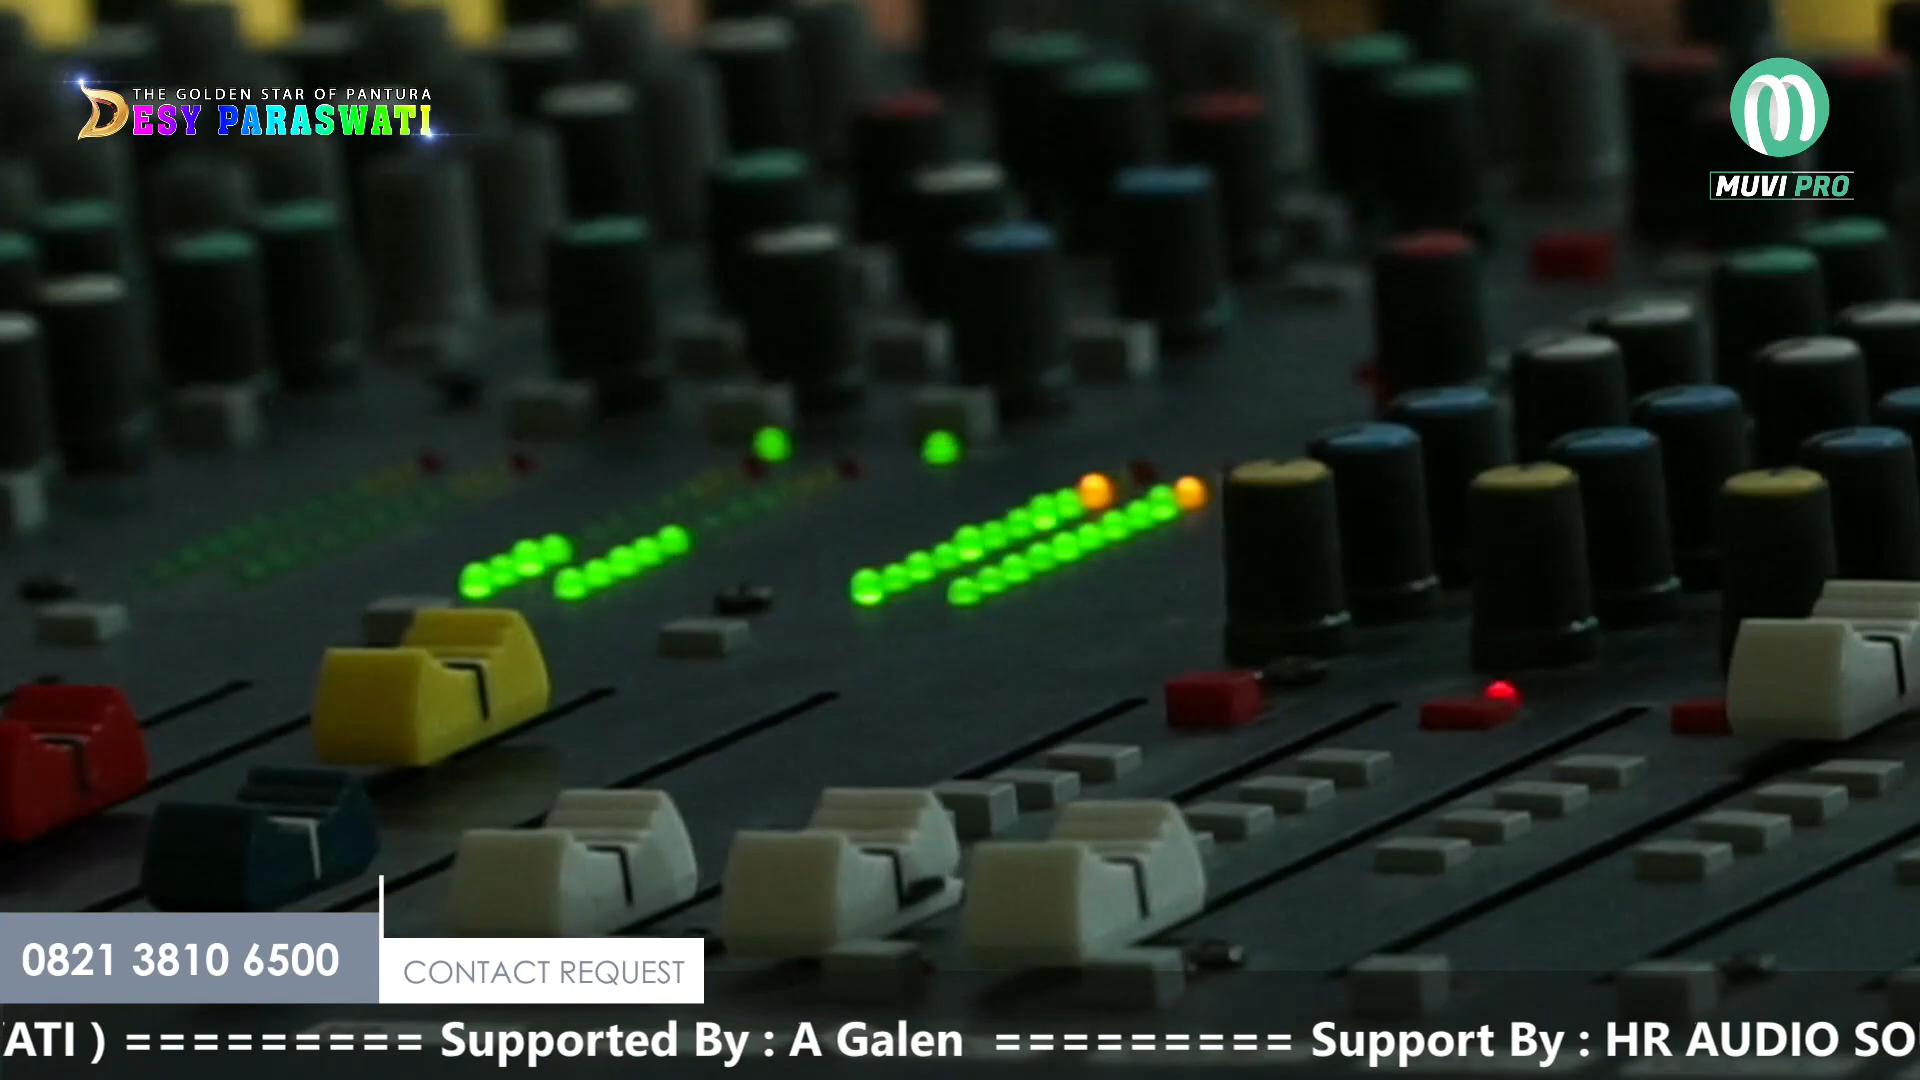 THE GOLDEN STAR OF PANTURA
DESY PARASWATI
MUVI PRO
0821 3810 6500
CONTACT REQUEST
ATI ) ========= Supported By : A Galen ========= Support By : HR AUDIO SO